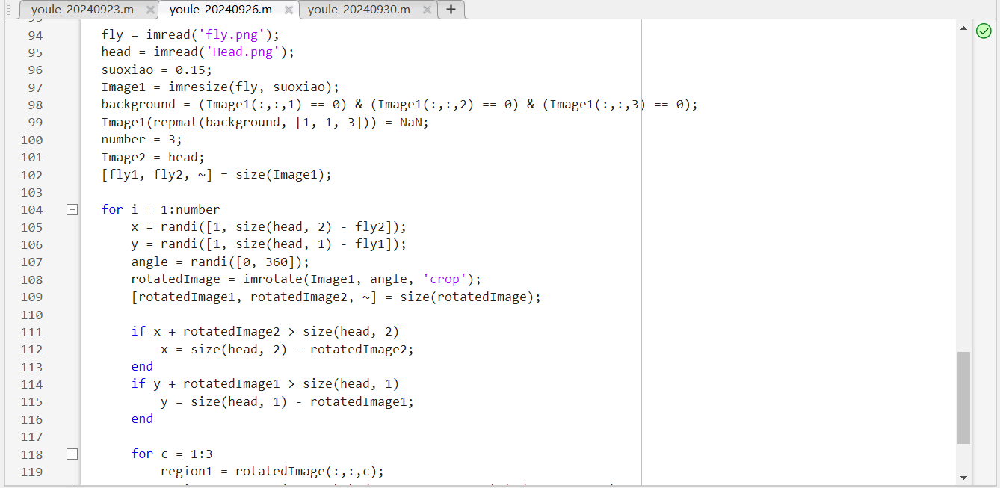 youle_20240923.m youle_20240926.m youle_20240930.m +
94 fly = imread('fly.png');
95 head = imread('Head.png');
96 suoxiao = 0.15;
97 Image1 = imresize(fly, suoxiao);
98 background = (Image1(:,:,1) == 0) & (Image1(:,:,2) == 0) & (Image1(:,:,3) == 0);
99 Image1(repmat(background, [1, 1, 3])) = NaN;
100 number = 3;
101 Image2 = head;
102 [fly1, fly2, ~] = size(Image1);
103
104 for i = 1:number
105 x = randi([1, size(head, 2) - fly2]);
106 y = randi([1, size(head, 1) - fly1]);
107 angle = randi([0, 360]);
108 rotatedImage = imrotate(Image1, angle, 'crop');
109 [rotatedImage1, rotatedImage2, ~] = size(rotatedImage);
110
111 if x + rotatedImage2 > size(head, 2)
112 x = size(head, 2) - rotatedImage2;
113 end
114 if y + rotatedImage1 > size(head, 1)
115 y = size(head, 1) - rotatedImage1;
116 end
117
118 for c = 1:3
119 region1 = rotatedImage(:,:,c);